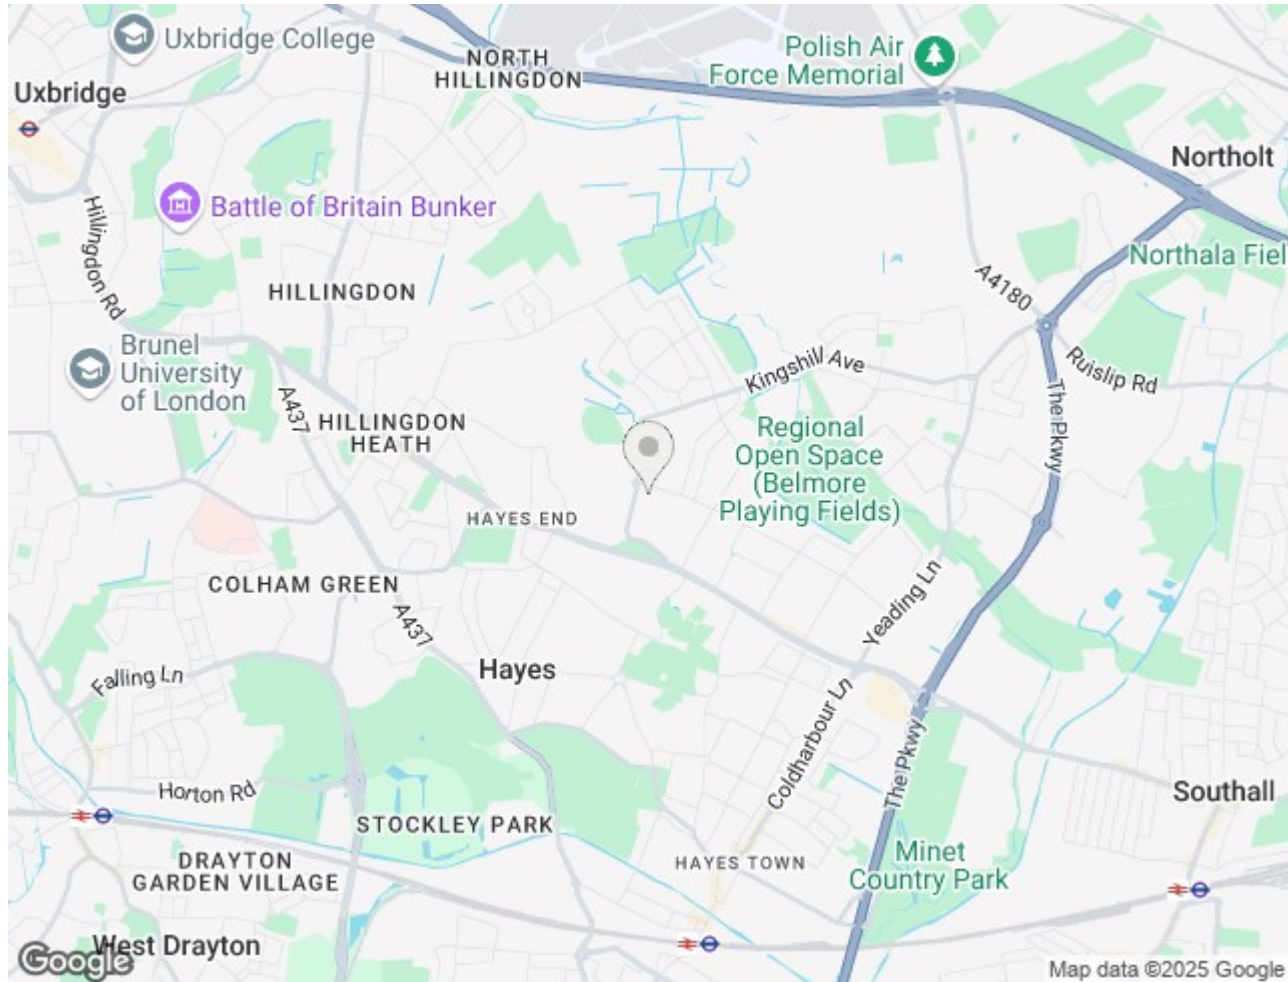 Uxbridge College
NORTH
HILLINGDON
Polish Air
Force Memorial
Uxbridge
Northolt
Battle of Britain Bunker
Hillingdon Rd
Northala Fiel
HILLINGDON
A4180
Brunel
University
of London
Kingshill Ave
Ruislip Rd
A437
HILLINGDON
HEATH
The Pkwy
Regional
Open Space
(Belmore
Playing Fields)
HAYES END
COLHAM GREEN
A437
Yeading Ln
Falling Ln
Hayes
Coldharbour Ln
The Pkwy
Horton Rd
Southall
STOCKLEY PARK
DRAYTON
GARDEN VILLAGE
HAYES TOWN
Minet
Country Park
West Drayton
Google
Map data ©2025 Google